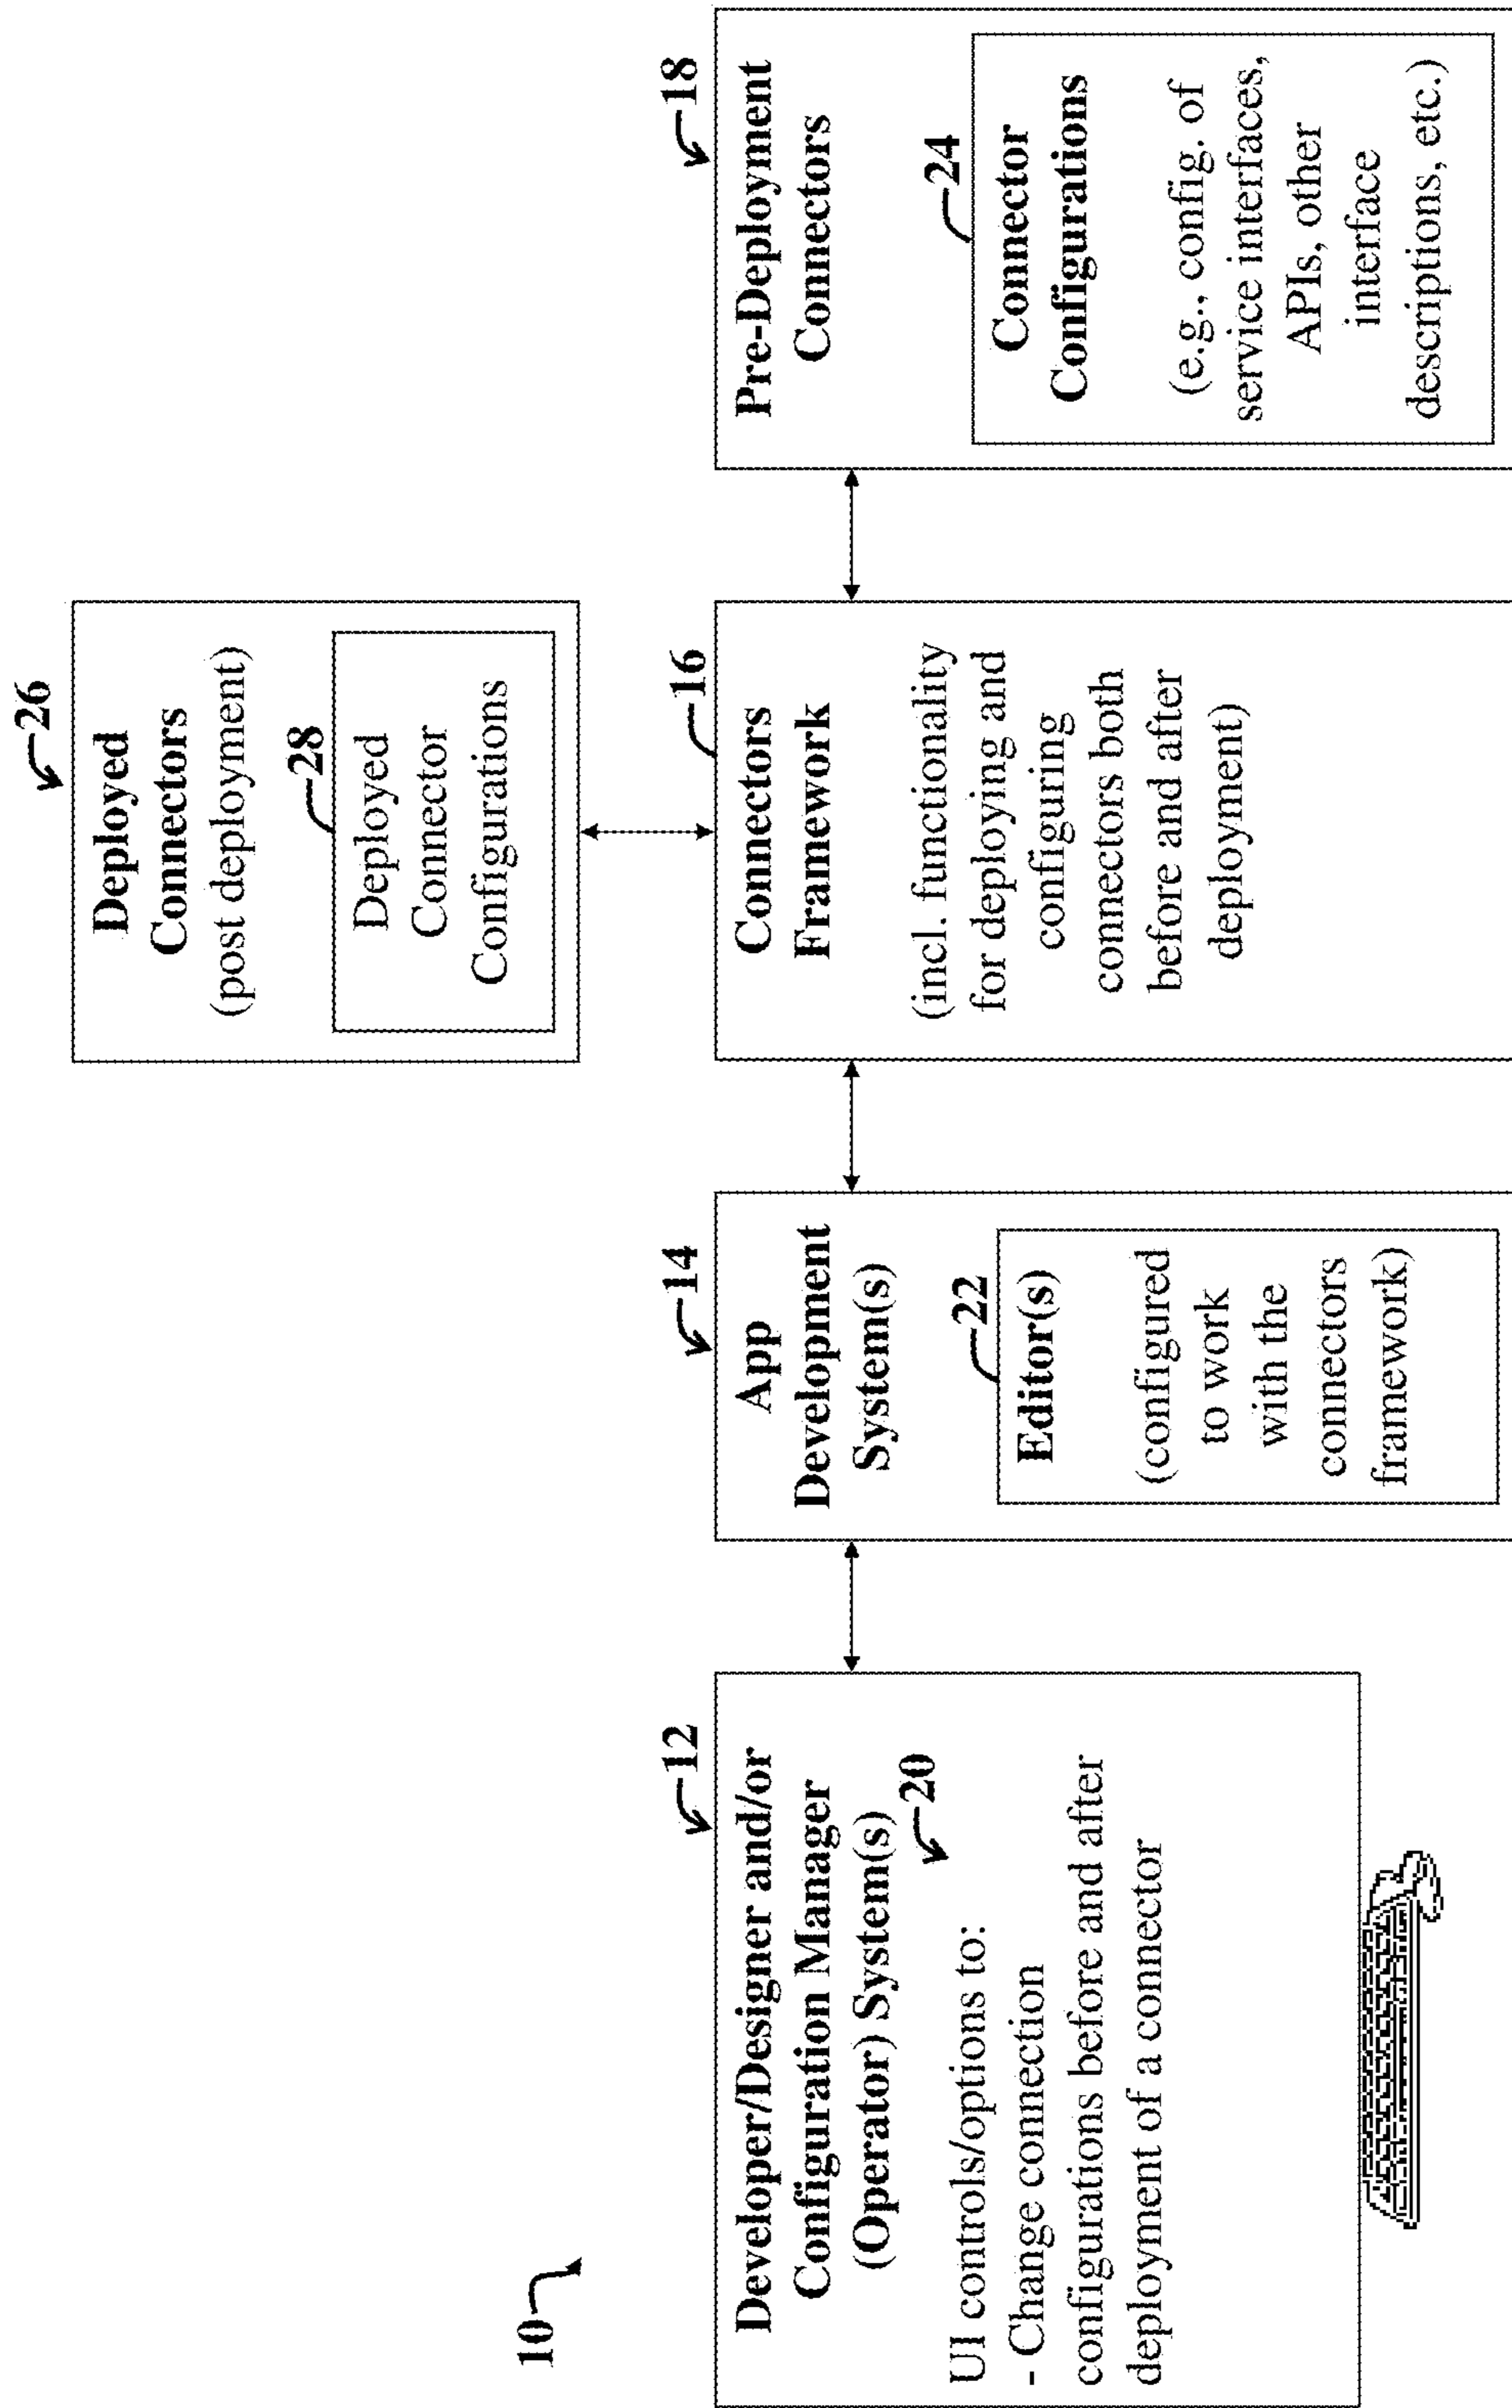 10
12
Developer/Designer and/or
Configuration Manager
(Operator) System(s)
20
UI controls/options to:
- Change connection
configurations before and after
deployment of a connector
14
App
Development
System(s)
22
Editor(s)
(configured
to work
with the
connectors
framework)
26
Deployed
Connectors
(post deployment)
28
Deployed
Connector
Configurations
16
Connectors
Framework
(incl. functionality
for deploying and
configuring
connectors both
before and after
deployment)
18
Pre-Deployment
Connectors
24
Connector
Configurations
(e.g., config. of
service interfaces,
APIs, other
interface
descriptions, etc.)